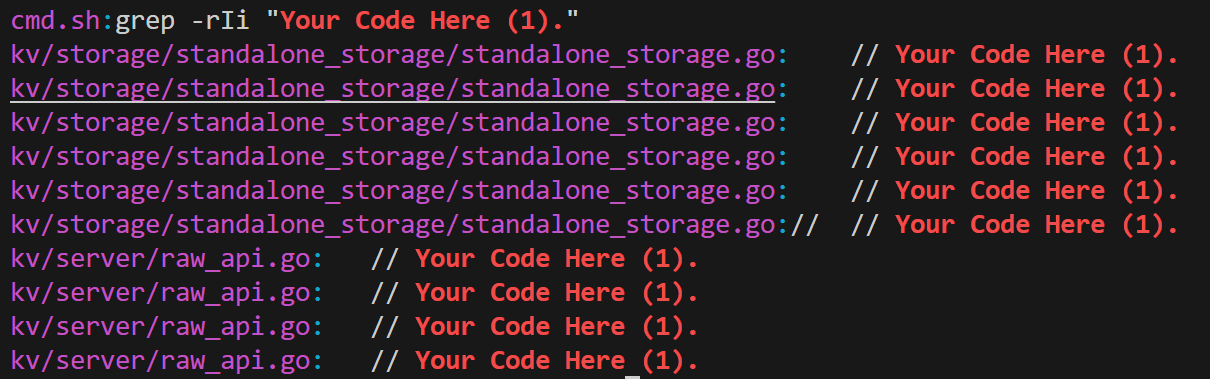 cmd.sh:grep -rIi "Your Code Here (1)."
kv/storage/standalone_storage/standalone_storage.go:    // Your Code Here (1).
kv/storage/standalone_storage/standalone_storage.go:    // Your Code Here (1).
kv/storage/standalone_storage/standalone_storage.go:    // Your Code Here (1).
kv/storage/standalone_storage/standalone_storage.go:    // Your Code Here (1).
kv/storage/standalone_storage/standalone_storage.go:    // Your Code Here (1).
kv/storage/standalone_storage/standalone_storage.go://  // Your Code Here (1).
kv/server/raw_api.go:   // Your Code Here (1).
kv/server/raw_api.go:   // Your Code Here (1).
kv/server/raw_api.go:   // Your Code Here (1).
kv/server/raw_api.go:   // Your Code Here (1).